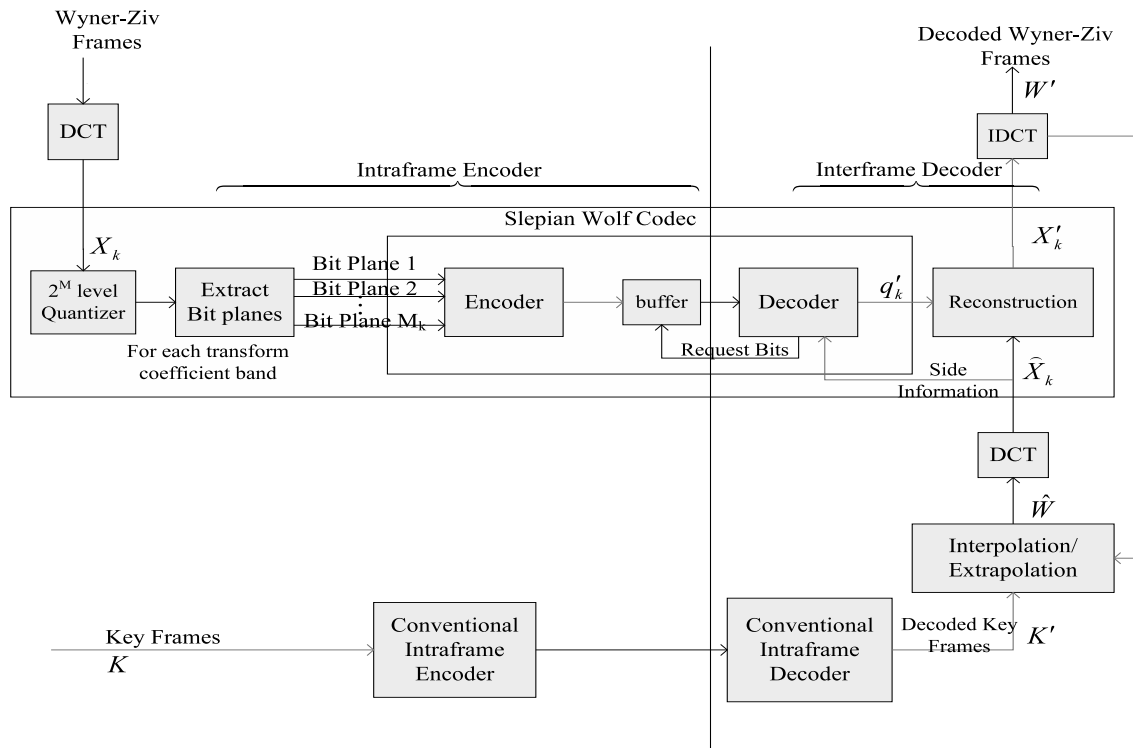 Wyner-Ziv
Frames
Decoded Wyner-Ziv
Frames
W'
DCT
IDCT
Intraframe Encoder
Interframe Decoder
Slepian Wolf Codec
X_k
X'_k
2^M level
Quantizer
Extract
Bit planes
Bit Plane 1
Bit Plane 2
⋮
Bit Plane M_k
Encoder
buffer
Decoder
q'_k
Reconstruction
For each transform
coefficient band
Request Bits
Side
Information
X̂_k
DCT
Ŵ
Interpolation/
Extrapolation
Key Frames
K
Conventional
Intraframe
Encoder
Conventional
Intraframe
Decoder
Decoded Key
Frames
K'